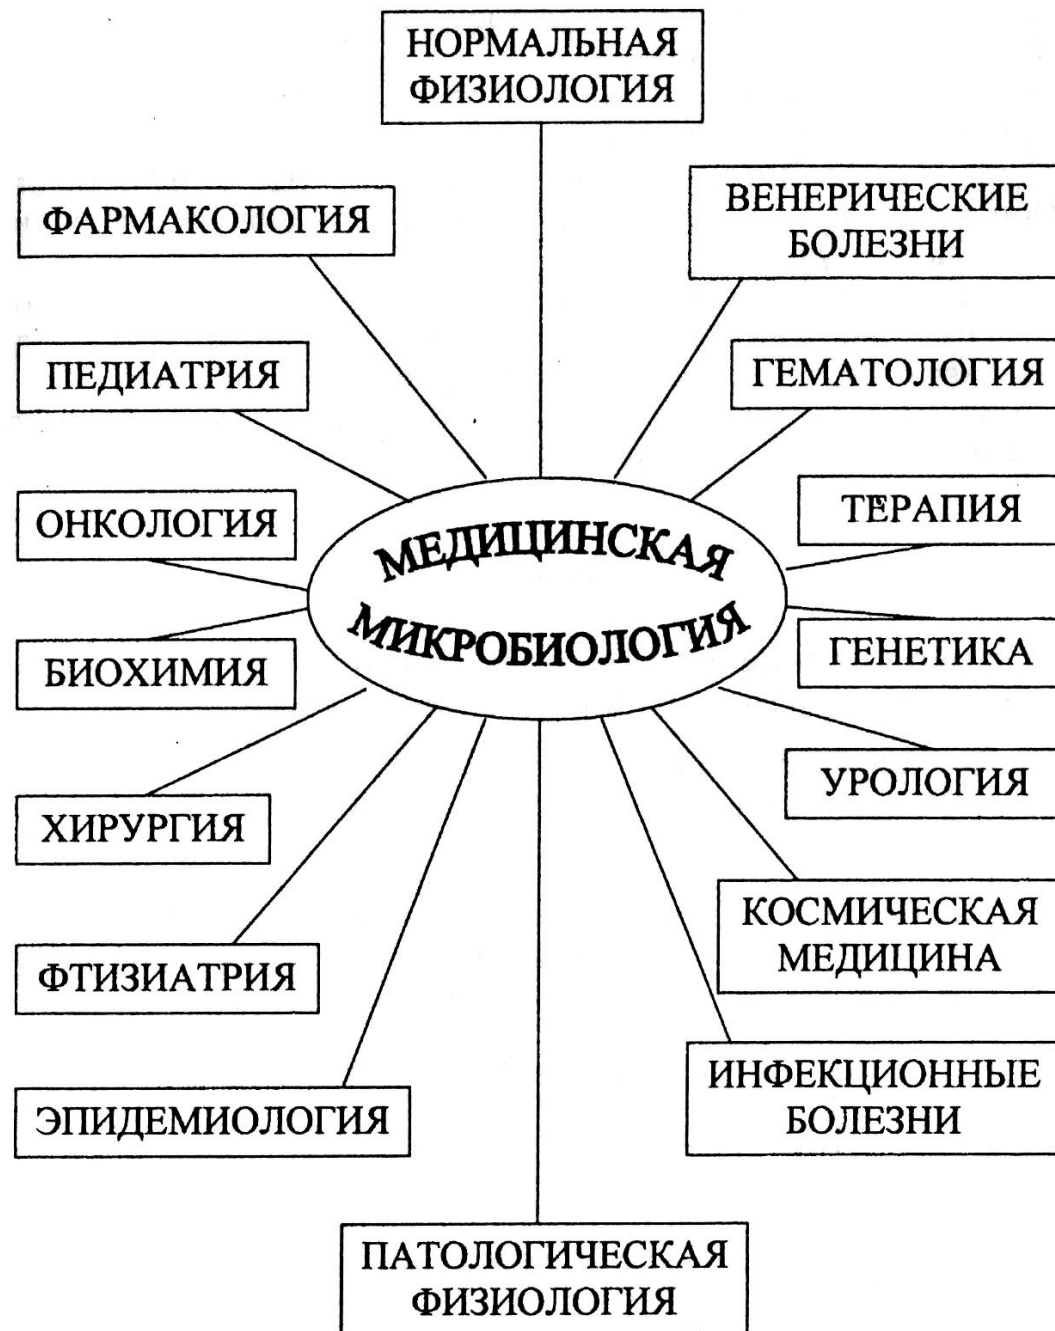 НОРМАЛЬНАЯ
ФИЗИОЛОГИЯ
ФАРМАКОЛОГИЯ
ВЕНЕРИЧЕСКИЕ
БОЛЕЗНИ
ПЕДИАТРИЯ
ГЕМАТОЛОГИЯ
ОНКОЛОГИЯ
ТЕРАПИЯ
МЕДИЦИНСКАЯ
МИКРОБИОЛОГИЯ
БИОХИМИЯ
ГЕНЕТИКА
ХИРУРГИЯ
УРОЛОГИЯ
ФТИЗИАТРИЯ
КОСМИЧЕСКАЯ
МЕДИЦИНА
ЭПИДЕМИОЛОГИЯ
ИНФЕКЦИОННЫЕ
БОЛЕЗНИ
ПАТОЛОГИЧЕСКАЯ
ФИЗИОЛОГИЯ